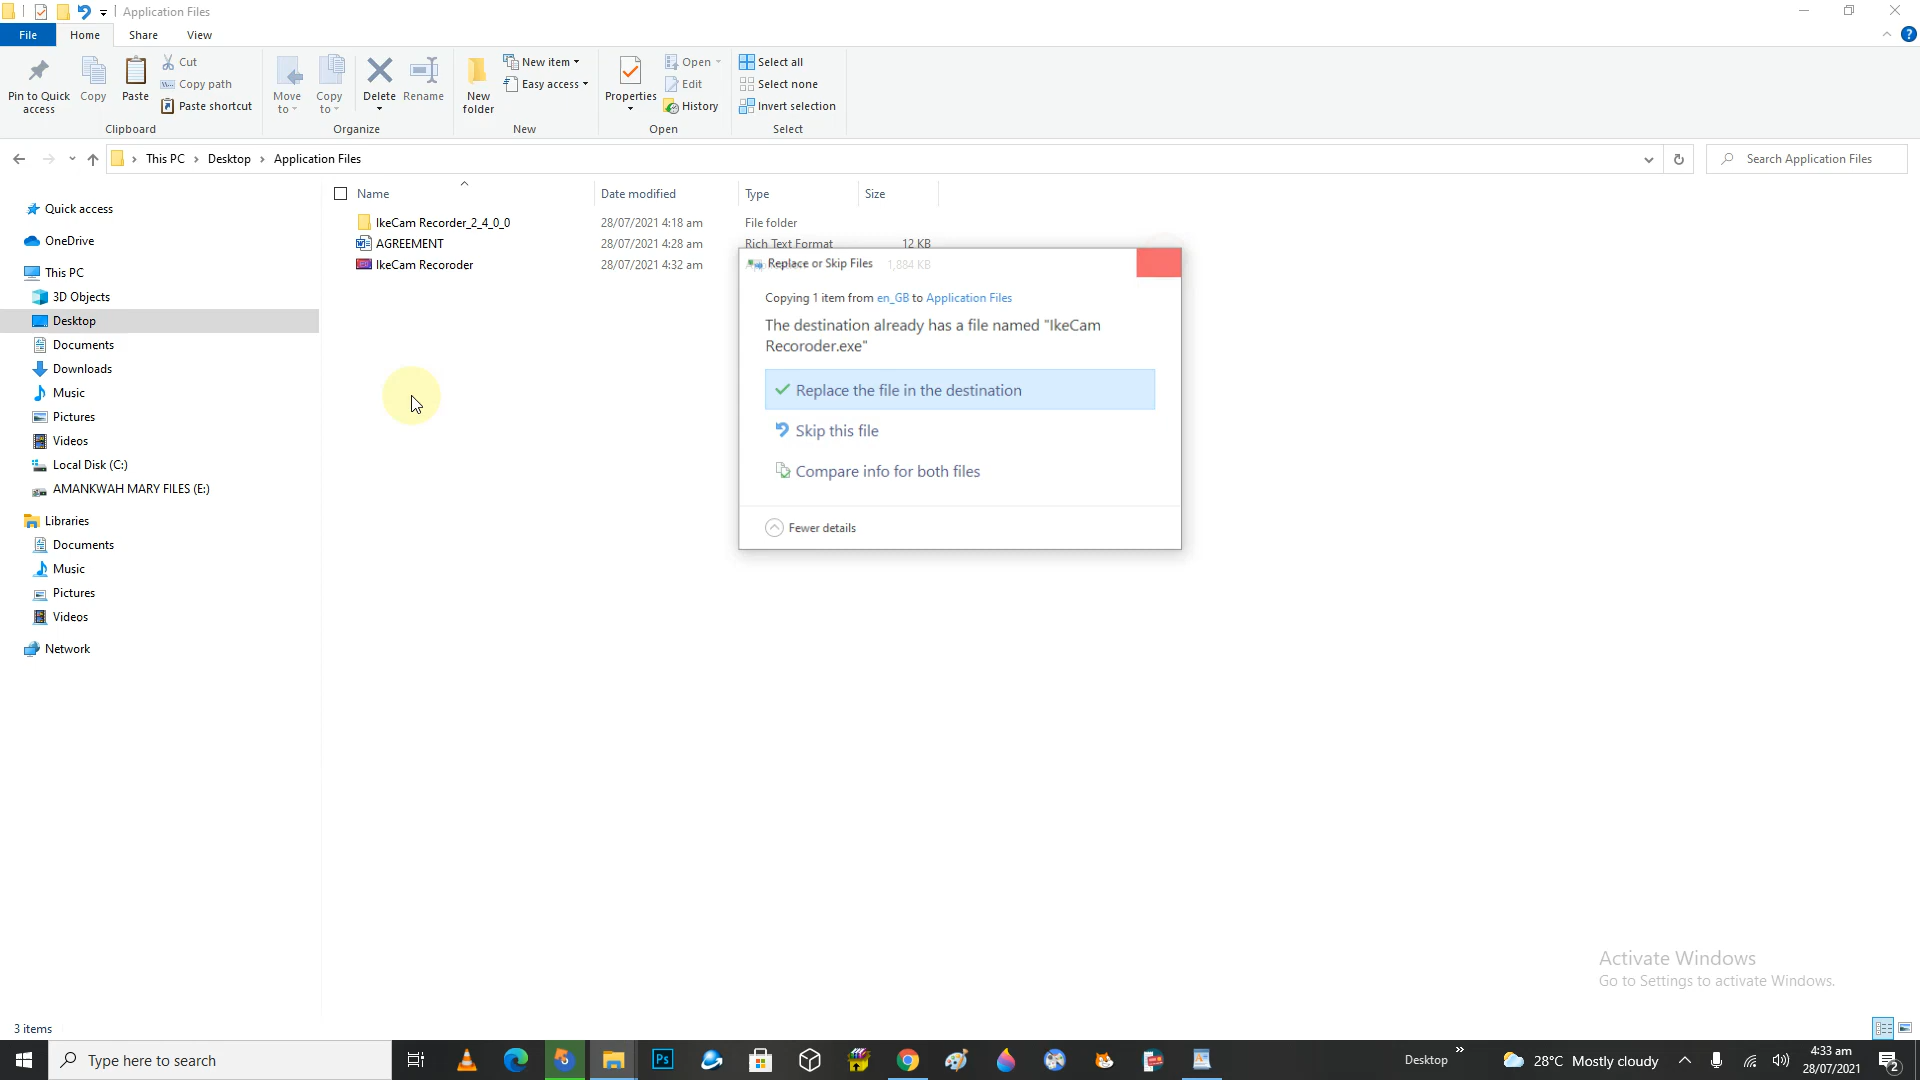 Application Files
File Home Share View
Pin to Quick access
Copy
Paste
Cut
Copy path
Paste shortcut
Clipboard
Move to
Copy to
Delete
Rename
Organize
New folder
New item
Easy access
New
Properties
Open
Edit
History
Open
Select all
Select none
Invert selection
Select
This PC > Desktop > Application Files
Search Application Files
Quick access
OneDrive
This PC
3D Objects
Desktop
Documents
Downloads
Music
Pictures
Videos
Local Disk (C:)
AMANKWAH MARY FILES (E:)
Libraries
Documents
Music
Pictures
Videos
Network
Name Date modified Type Size
IkeCam Recorder_2_4_0_0 28/07/2021 4:18 am File folder
AGREEMENT 28/07/2021 4:28 am Rich Text Format 12 KB
IkeCam Recoroder 28/07/2021 4:32 am 1,884 KB
Replace or Skip Files
Copying 1 item from en_GB to Application Files
The destination already has a file named "IkeCam
Recoroder.exe"
Replace the file in the destination
Skip this file
Compare info for both files
Fewer details
Activate Windows
Go to Settings to activate Windows.
3 items
Type here to search
Ps
Desktop
28°C Mostly cloudy
4:33 am
28/07/2021
2